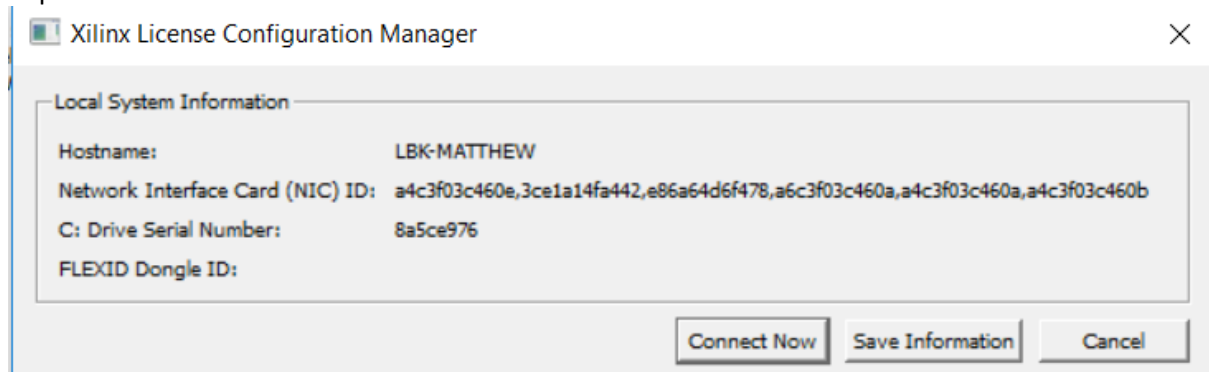 Xilinx License Configuration Manager
Local System Information
Hostname: LBK-MATTHEW
Network Interface Card (NIC) ID: a4c3f03c460e,3ce1a14fa442,e86a64d6f478,a6c3f03c460a,a4c3f03c460a,a4c3f03c460b
C: Drive Serial Number: 8a5ce976
FLEXID Dongle ID:
Connect Now Save Information Cancel